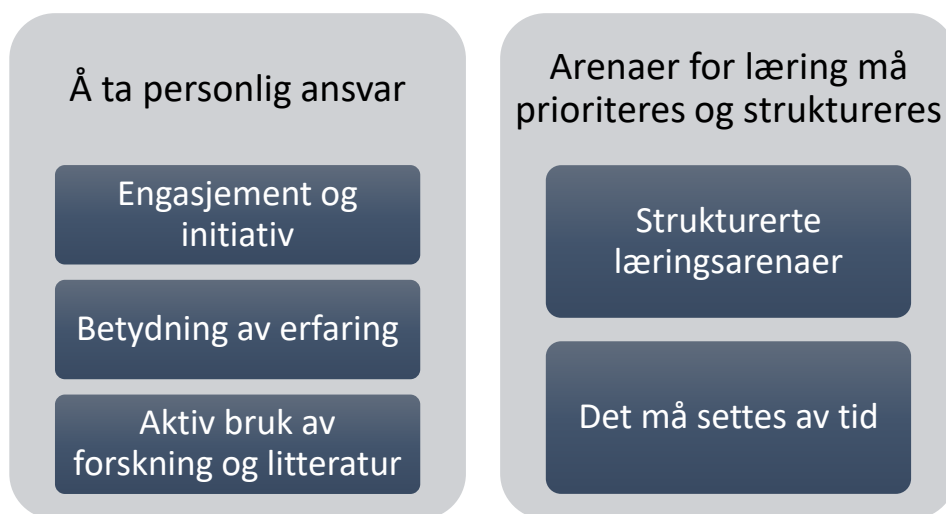 Å ta personlig ansvar
Engasjement og
initiativ
Betydning av erfaring
Aktiv bruk av
forskning og litteratur
Arenaer for læring må
prioriteres og struktureres
Strukturerte
læringsarenaer
Det må settes av tid